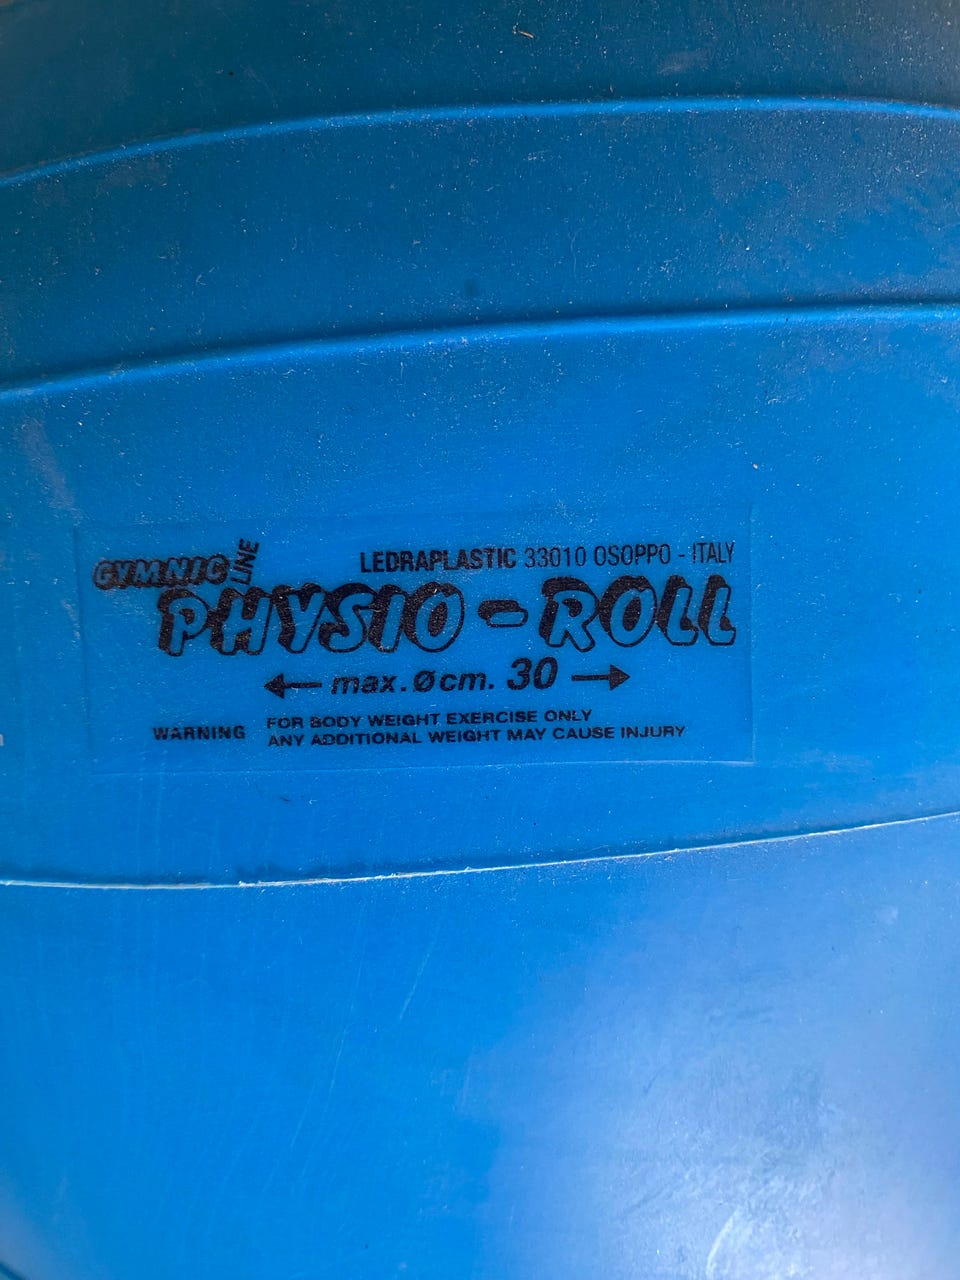 GYMNIC LINE
LEDRAPLASTIC 33010 OSOPPO - ITALY
PHYSIO - ROLL
max. Ø cm. 30
WARNING FOR BODY WEIGHT EXERCISE ONLY
ANY ADDITIONAL WEIGHT MAY CAUSE INJURY